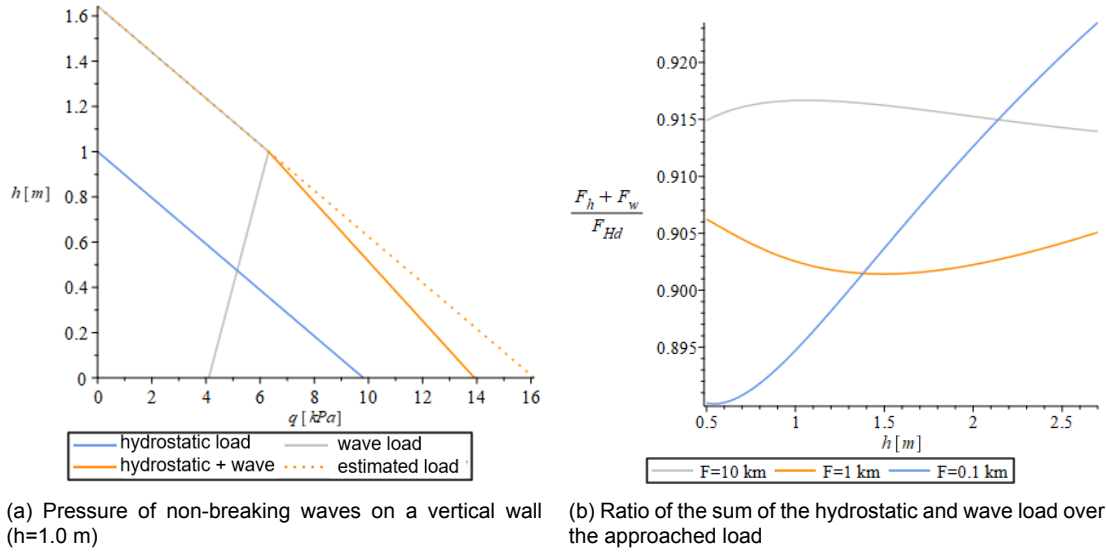 1.6
1.4
1.2
1
0.8
0.6
0.4
0.2
0
h [m]
0 2 4 6 8 10 12 14 16
q [kPa]
hydrostatic load
wave load
hydrostatic + wave
estimated load
(a) Pressure of non-breaking waves on a vertical wall
(h=1.0 m)
0.920
0.915
0.910
0.905
0.900
0.895
F_h + F_w
F_Hd
0.5 1 1.5 2 2.5
h [m]
F=10 km F=1 km F=0.1 km
(b) Ratio of the sum of the hydrostatic and wave load over
the approached load